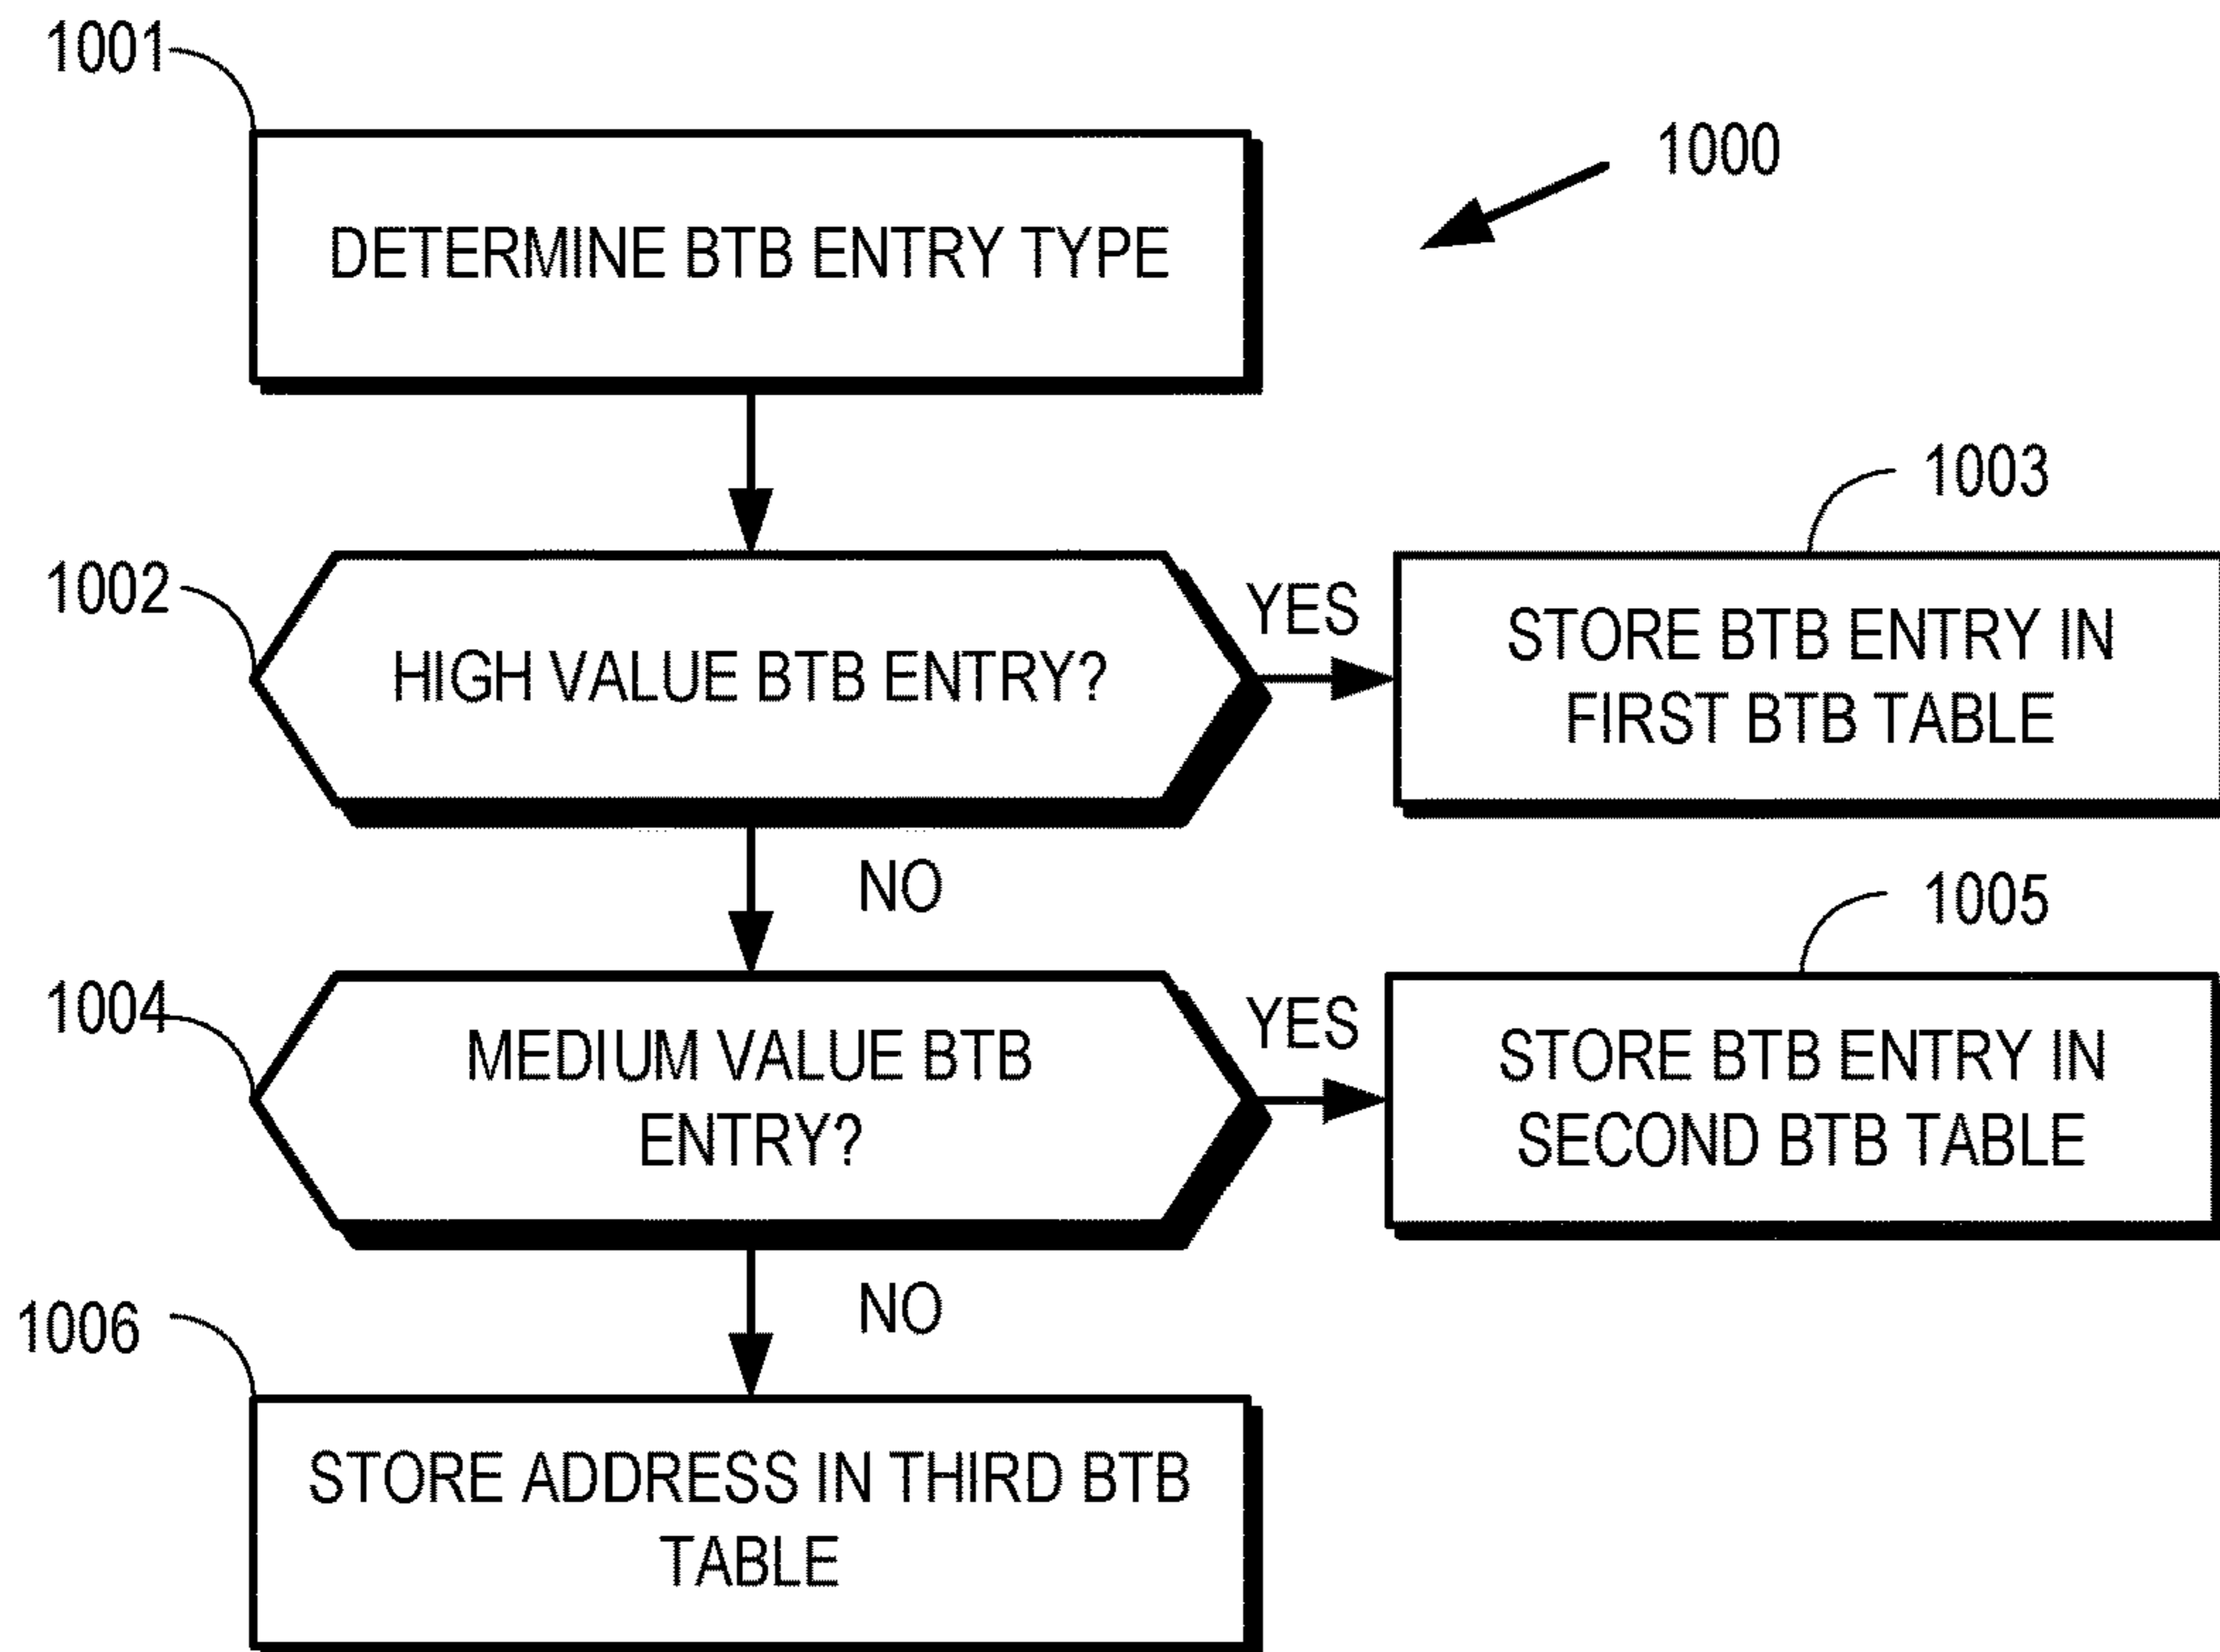 1001
1000
DETERMINE BTB ENTRY TYPE
1003
1002
HIGH VALUE BTB ENTRY?
YES
STORE BTB ENTRY IN
FIRST BTB TABLE
NO
1005
1004
MEDIUM VALUE BTB
ENTRY?
YES
STORE BTB ENTRY IN
SECOND BTB TABLE
NO
1006
STORE ADDRESS IN THIRD BTB
TABLE